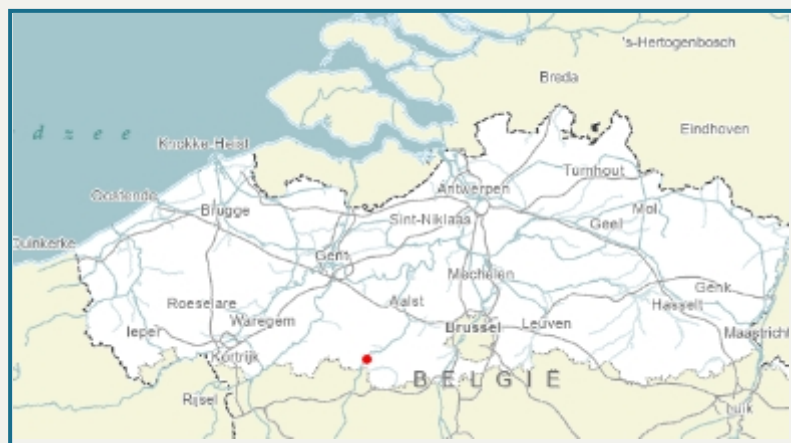 's-Hertogenbosch
Breda
Eindhoven
d z e e
Knokke-Heist
Turnhout
Antwerpen
Oostende
Mol
Brugge
Sint-Niklaas
Geel
Duinkerke
Gent
Mechelen
Genk
Roeselare
Aalst
Hasselt
Waregem
Brussel
Leuven
Ieper
Maastricht
Kortrijk
BELGIË
Rijsel
Luik